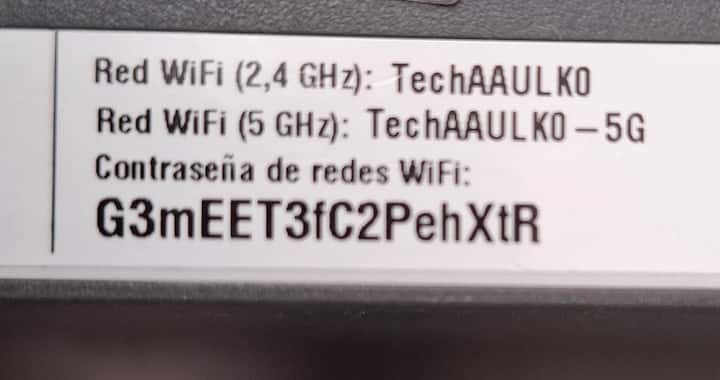 Red WiFi (2,4 GHz): TechAAULK0
Red WiFi (5 GHz): TechAAULK0-5G
Contraseña de redes WiFi:
G3mEET3fC2PehXtR